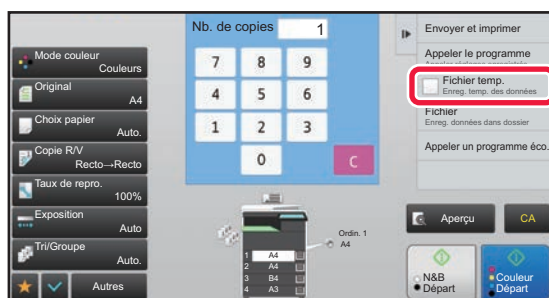 Mode couleur
Couleurs
Original
A4
Choix papier
Auto.
Copie R/V
Recto→Recto
Taux de repro.
100%
Exposition
Auto
Tri/Groupe
Auto.
Autres
Nb. de copies 1
7 8 9
4 5 6
1 2 3
0 C
Ordin. 1
A4
1 A4
2 A4
3 B4
4 A3
Envoyer et imprimer
Appeler le programme
Appeler réglages enregistrés
Fichier temp.
Enreg. temp. des données
Fichier
Enreg. données dans dossier
Appeler un programme éco.
Aperçu
CA
N&B
Départ
Couleur
Départ